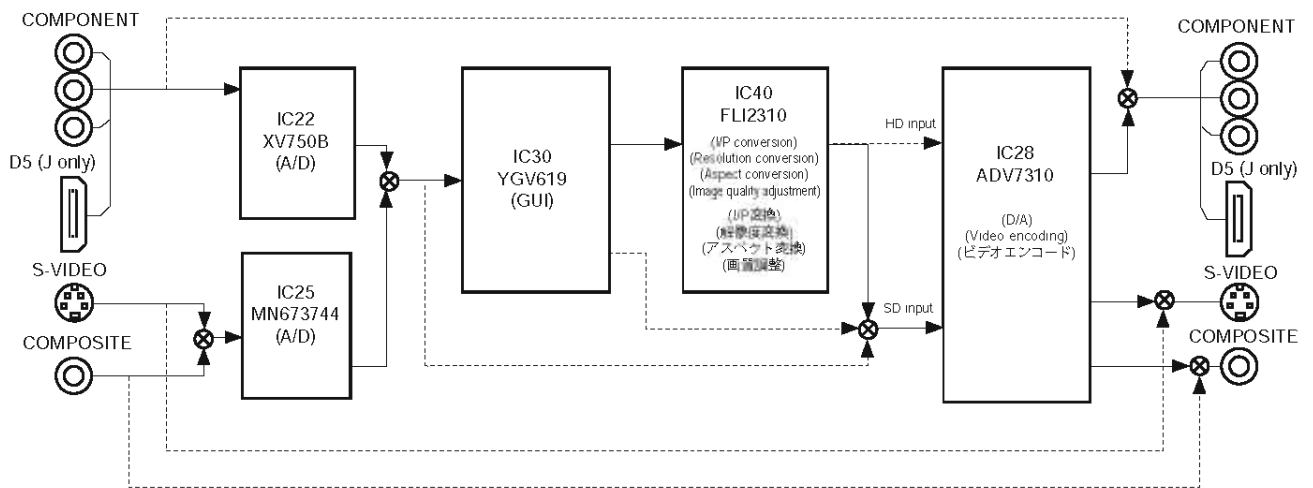 COMPONENT
D5 (J only)
S-VIDEO
COMPOSITE
IC22
XV750B
(A/D)
IC25
MN673744
(A/D)
IC30
YGV619
(GUI)
IC40
FLI2310
(I/P conversion)
(Resolution conversion)
(Aspect conversion)
(Image quality adjustment)
(I/P変換)
(解像度変換)
(アスペクト変換)
(画質調整)
HD input
SD input
IC28
ADV7310
(D/A)
(Video encoding)
(ビデオエンコード)
COMPONENT
D5 (J only)
S-VIDEO
COMPOSITE